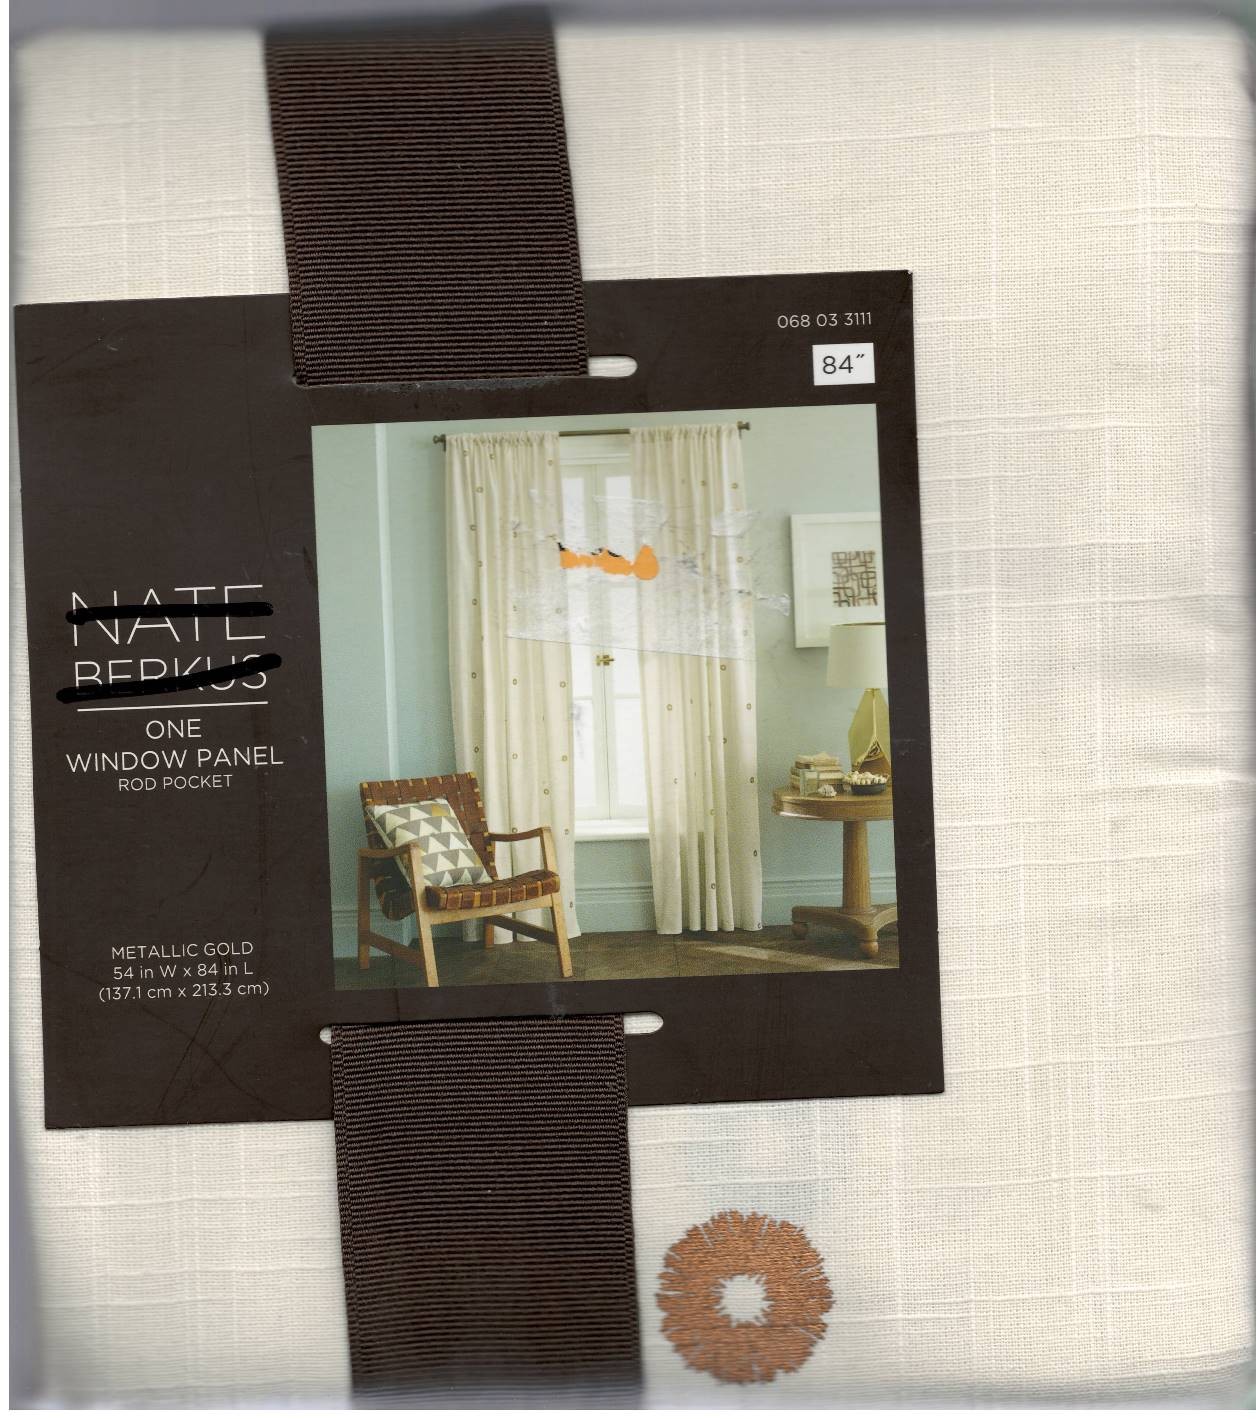 068 03 3111
84″
NATE
BERKUS
ONE
WINDOW PANEL
ROD POCKET
METALLIC GOLD
54 in W x 84 in L
(137.1 cm x 213.3 cm)